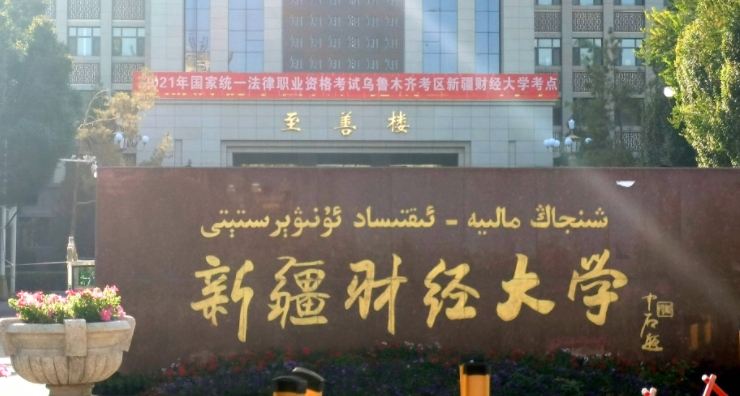 2021年国家统一法律职业资格考试乌鲁木齐考区新疆财经大学考点
至善楼
شىنجاڭ مالىيە - ئىقتىساد ئۇنىۋېرسىتېتى
新疆财经大学